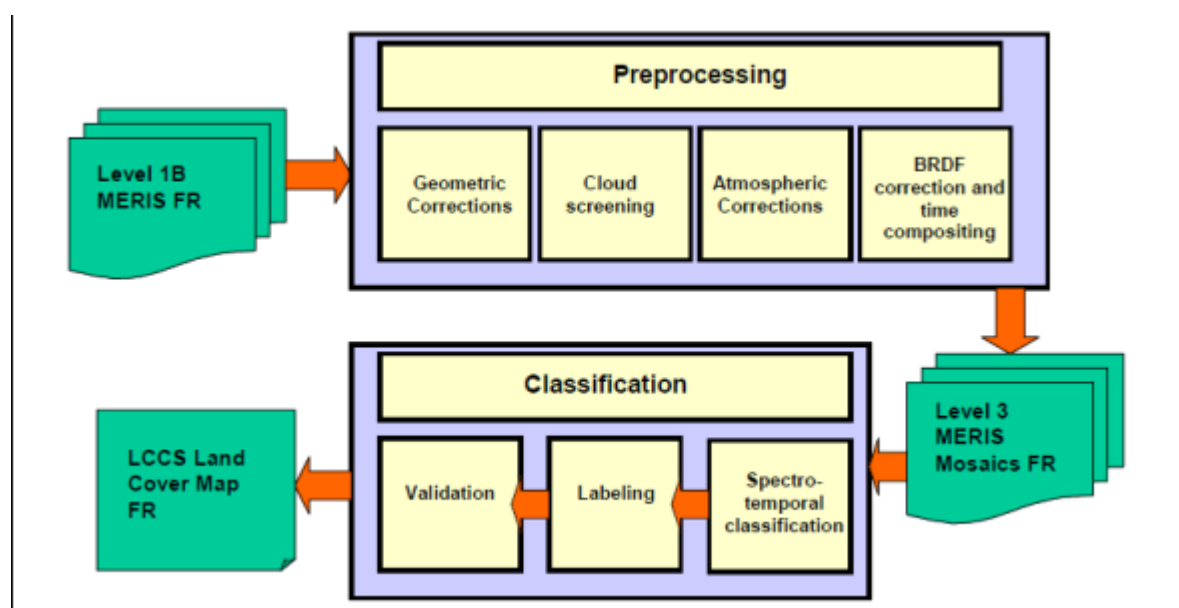 Preprocessing
Level 1B
MERIS FR
Geometric
Corrections
Cloud
screening
Atmospheric
Corrections
BRDF
correction and
time
compositing
Level 3
MERIS
Mosaics FR
Classification
Spectro-
temporal
classification
Labeling
Validation
LCCS Land
Cover Map
FR